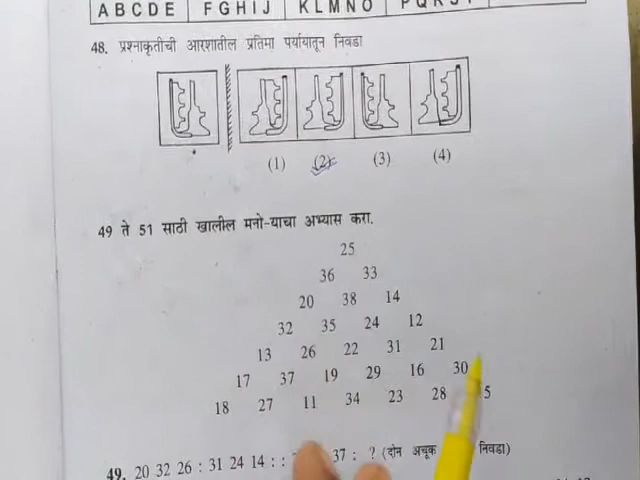 A B C D E F G H I J K L M N O P Q R S T
48. प्रश्नाकृतीची आरशातील प्रतिमा पर्यायातून निवडा
(1) (2) (3) (4)
49 ते 51 साठी खालील मनो-याचा अभ्यास करा.
25
36 33
20 38 14
32 35 24 12
13 26 22 31 21
17 37 19 29 16 30
18 27 11 34 23 28 15
49. 20 32 26 : 31 24 14 : : 37 : ? (दोन अचूक निवडा)